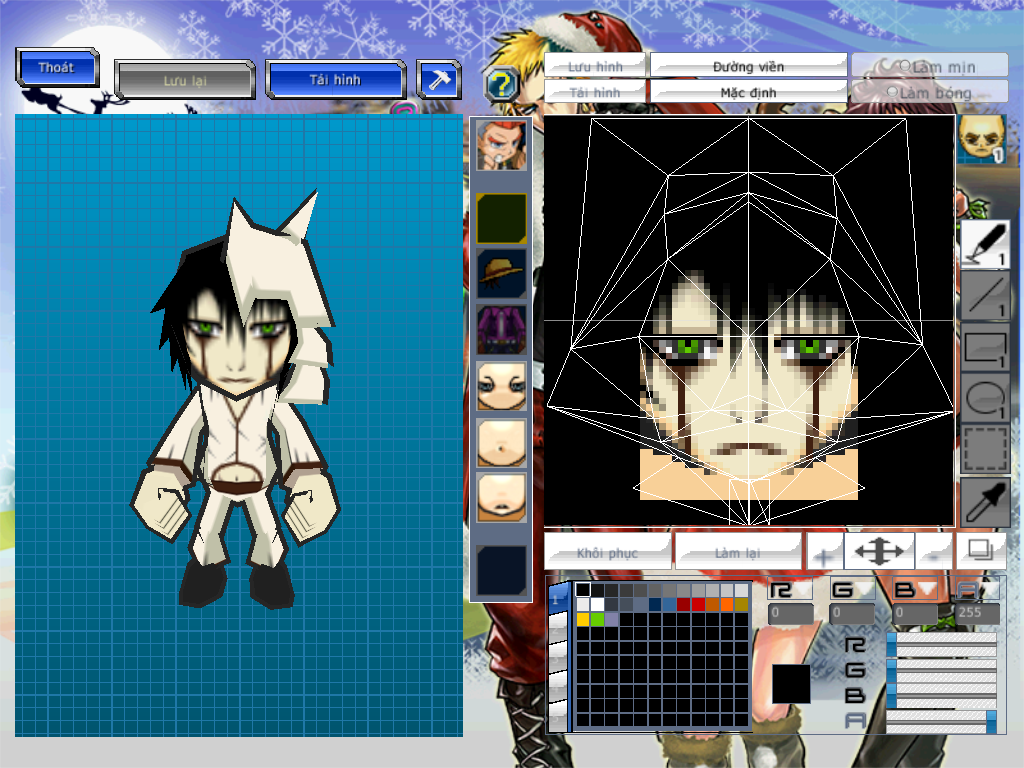 Thoát
Lưu lại
Tải hình
?
Lưu hình
Đường viền
Làm mịn
Tải hình
Mặc định
Làm bóng
1
1
1
1
1
Khôi phục
Làm lại
+
-
1
R
G
B
A
0
0
0
255
R
G
B
A